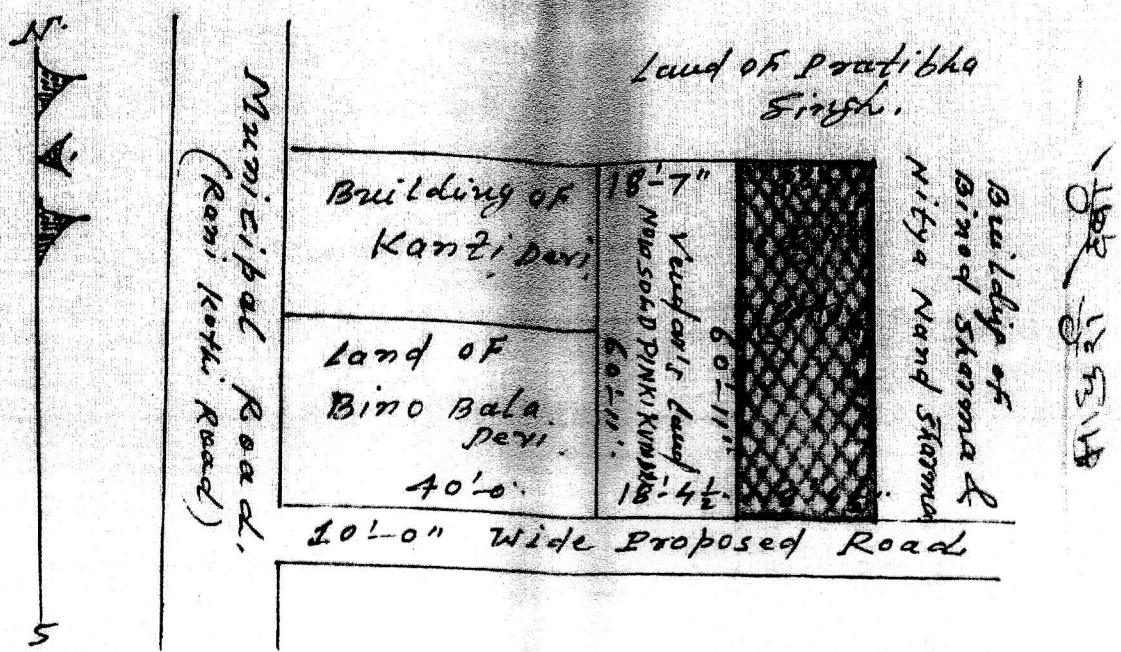 N.
S
Municipal Road.
(Rani Kothi Road)
Land of Pratibha
Singh.
Building of
Kanti Devi
Land of
Bino Bala
Devi
40'-0"
18'-7"
Vendor's Land
Now SOLD PINKI KUMARI
60'-11"
60'-11"
18'-4½"
Building of
Binod Sharma &
Nitya Nand Sharma
10'-0" Wide Proposed Road